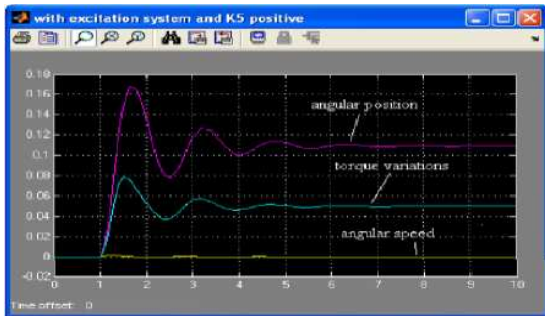 with excitation system and K5 positive
0.18
0.16
0.14
0.12
0.1
0.08
0.06
0.04
0.02
0
-0.02
angular position
torque variations
angular speed
0 1 2 3 4 5 6 7 8 9 10
Time offset: 0